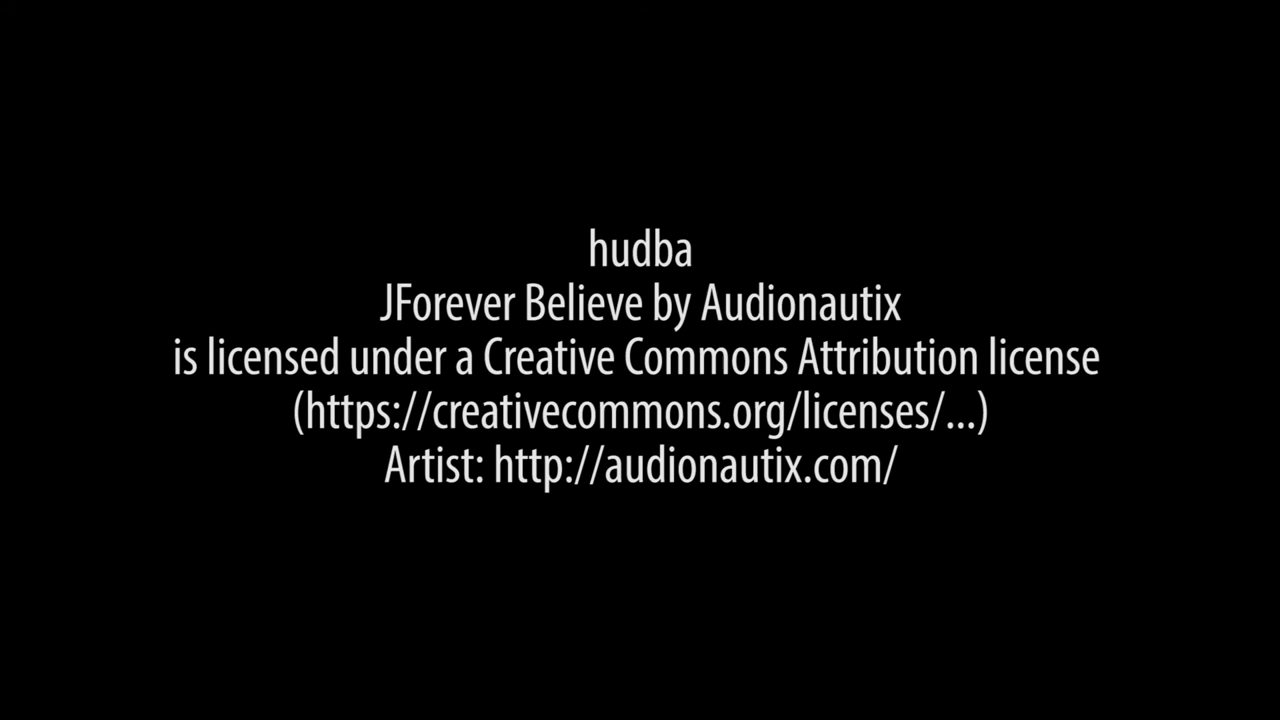 hudba
JForever Believe by Audionautix
is licensed under a Creative Commons Attribution license
(https://creativecommons.org/licenses/...)
Artist: http://audionautix.com/